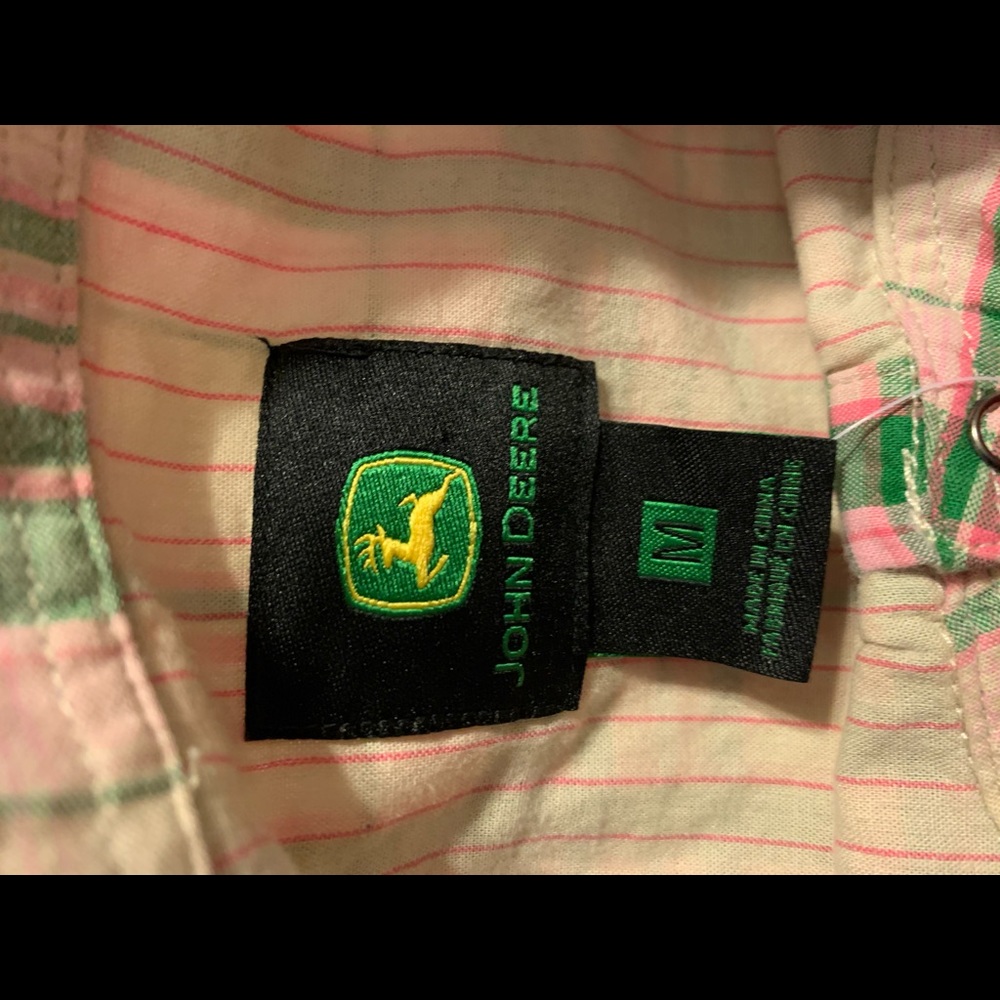 JOHN DEERE
M
MADE IN CHINA
FABRIQUÉ EN CHINE